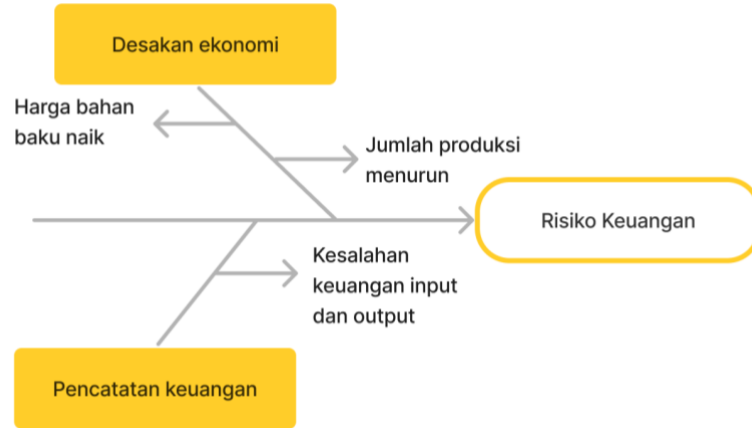 Desakan ekonomi
Harga bahan
baku naik
Jumlah produksi
menurun
Risiko Keuangan
Kesalahan
keuangan input
dan output
Pencatatan keuangan